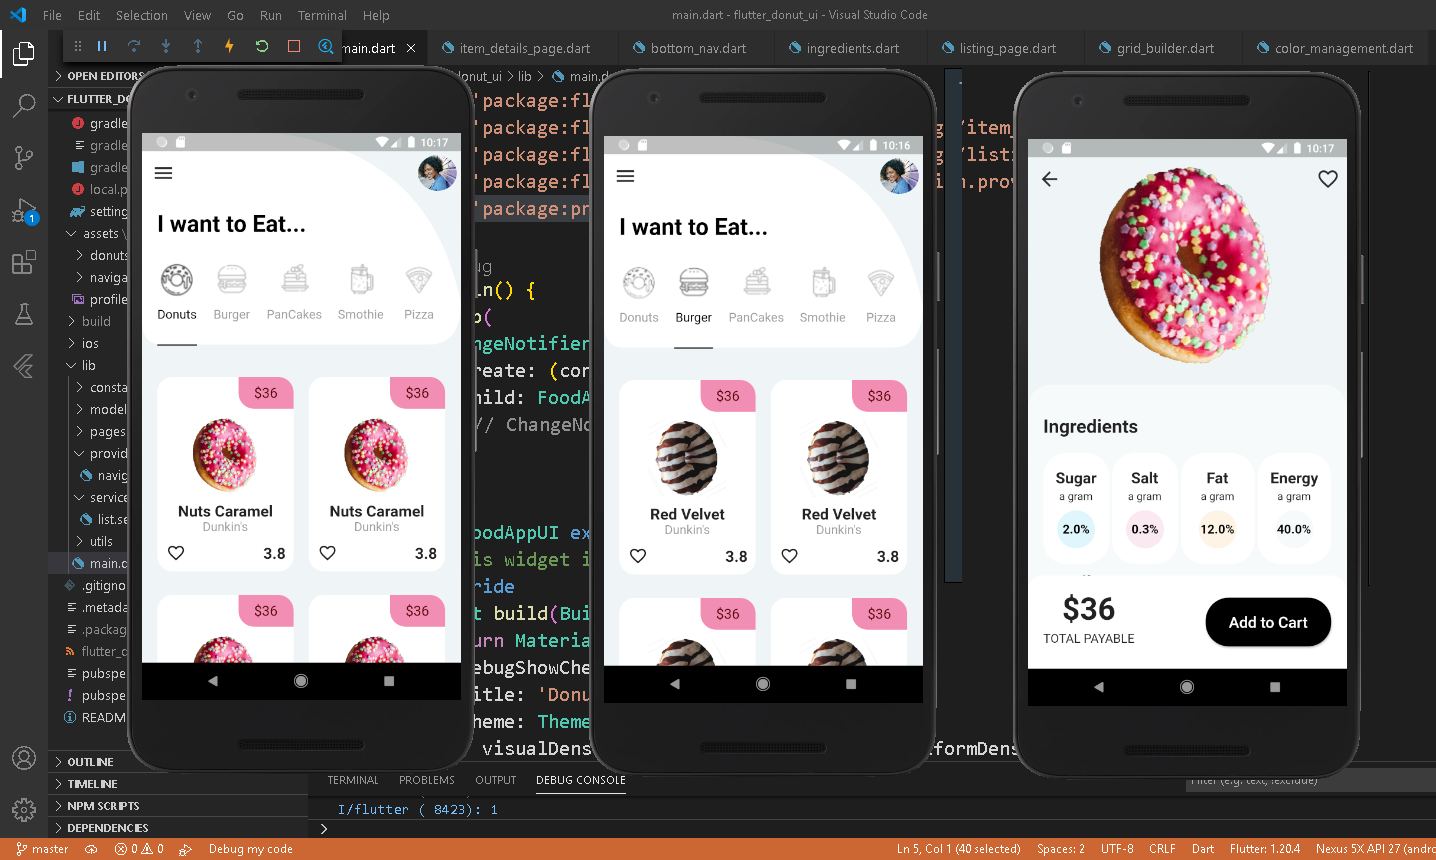 File Edit Selection View Go Run Terminal Help
main.dart - flutter_donut_ui - Visual Studio Code
main.dart
item_details_page.dart
bottom_nav.dart
ingredients.dart
listing_page.dart
grid_builder.dart
color_management.dart
OPEN EDITORS
lib > main.d
FLUTTER_DO
gradle
gradle
gradle
local.p
setting
assets
donuts
naviga
profile
build
ios
lib
consta
model
pages
provid
navig
service
list.se
utils
main.d
.gitigno
.metada
.packag
flutter_d
pubspe
pubspe
README
OUTLINE
TIMELINE
NPM SCRIPTS
DEPENDENCIES
1
'package:fl
'package:fl
'package:fl
'package:fl
'package:pr
/item_
/listi
n.prov
ug
in() {
p(
ngeNotifier
reate: (con
hild: FoodA
// ChangeNo
oodAppUI ex
is widget i
ride
t build(Bui
urn Materia
debugShowChe
itle: 'Donu
heme: Theme
visualDens
formDens
10:17
I want to Eat...
Donuts Burger PanCakes Smothie Pizza
$36 $36
Nuts Caramel Nuts Caramel
Dunkin's Dunkin's
3.8 3.8
$36 $36
10:16
I want to Eat...
Donuts Burger PanCakes Smothie Pizza
$36 $36
Red Velvet Red Velvet
Dunkin's Dunkin's
3.8 3.8
$36 $36
10:17
Ingredients
Sugar Salt Fat Energy
a gram a gram a gram a gram
2.0% 0.3% 12.0% 40.0%
$36
TOTAL PAYABLE
Add to Cart
TERMINAL PROBLEMS OUTPUT DEBUG CONSOLE
Filter (e.g. text, !exclude)
I/flutter ( 8423): 1
master 0 0 Debug my code
Ln 5, Col 1 (40 selected) Spaces: 2 UTF-8 CRLF Dart Flutter: 1.20.4 Nexus 5X API 27 (andro